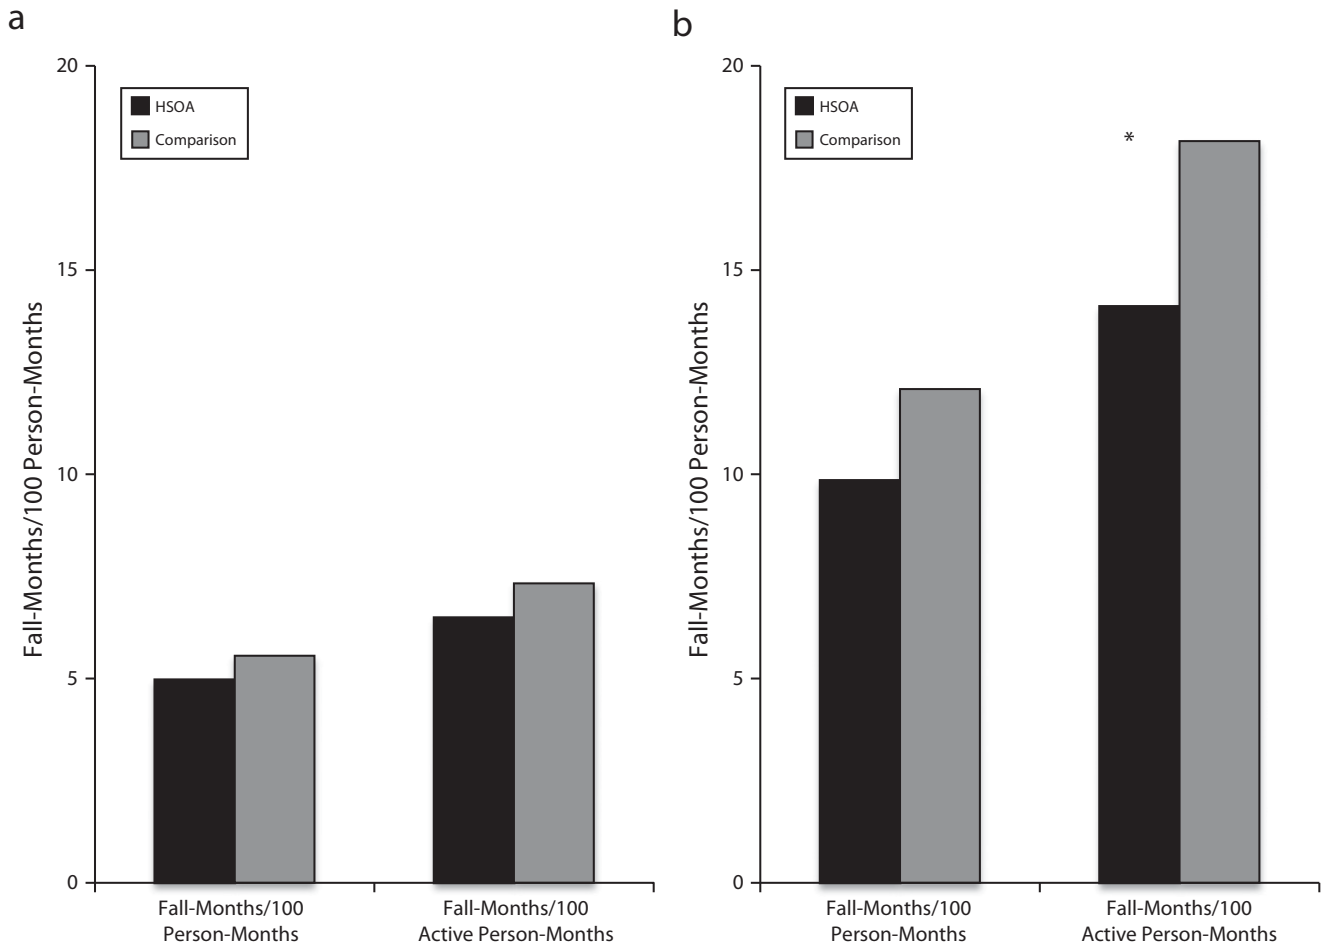 a
20
15
10
5
0
Fall-Months/100 Person-Months
HSOA
Comparison
Fall-Months/100
Person-Months
Fall-Months/100
Active Person-Months
b
20
15
10
5
0
Fall-Months/100 Person-Months
HSOA
Comparison
*
Fall-Months/100
Person-Months
Fall-Months/100
Active Person-Months